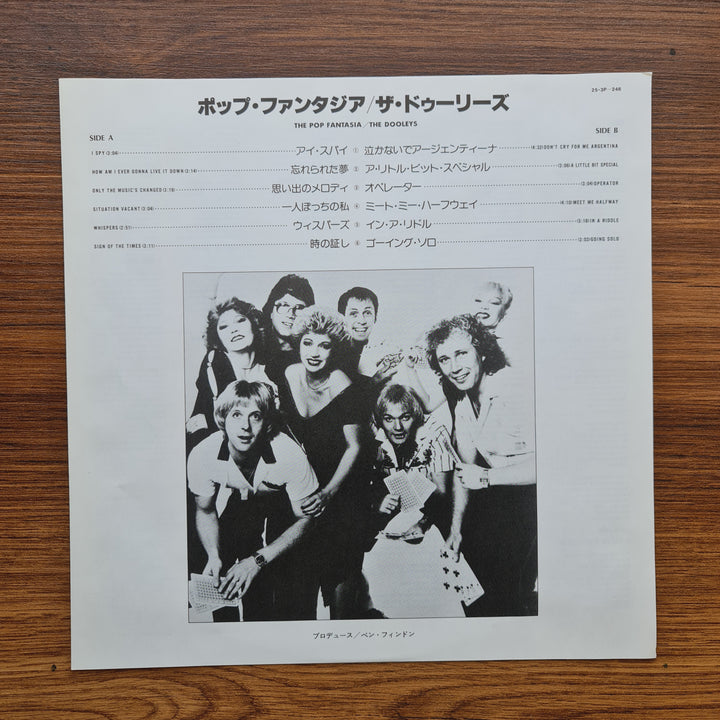 25-3P-248
ポップ・ファンタジア/ザ・ドゥーリーズ
THE POP FANTASIA/THE DOOLEYS
SIDE A SIDE B
I SPY (3:04) アイ・スパイ ① 泣かないでアージェンティーナ (4:32) DON'T CRY FOR ME ARGENTINA
HOW AM I EVER GONNA LIVE IT DOWN (3:14) 忘れられた夢 ② ア・リトル・ビット・スペシャル (3:06) A LITTLE BIT SPECIAL
ONLY THE MUSIC'S CHANGED (3:19) 思い出のメロディ ③ オペレーター (3:04) OPERATOR
SITUATION VACANT (3:04) 一人ぼっちの私 ④ ミート・ミー・ハーフウェイ (4:10) MEET ME HALFWAY
WHISPERS (2:51) ウィスパーズ ⑤ イン・ア・リドル (3:18) IN A RIDDLE
SIGN OF THE TIMES (3:11) 時の証し ⑥ ゴーイング・ソロ (3:03) GOING SOLO
プロデュース/ベン・フィンドン